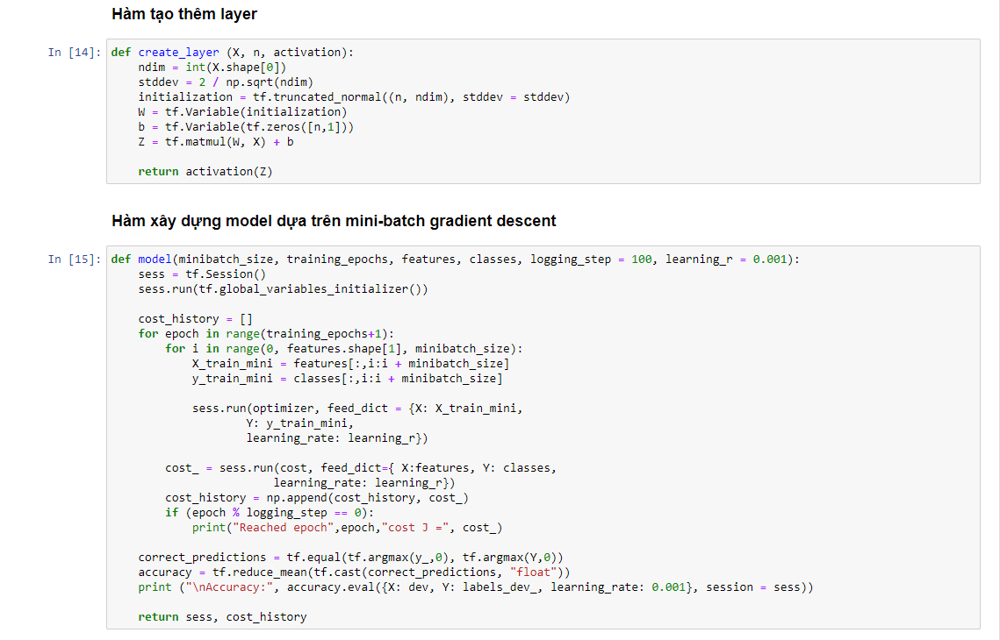 Hàm tạo thêm layer
In [14]: def create_layer (X, n, activation):
    ndim = int(X.shape[0])
    stddev = 2 / np.sqrt(ndim)
    initialization = tf.truncated_normal((n, ndim), stddev = stddev)
    W = tf.Variable(initialization)
    b = tf.Variable(tf.zeros([n,1]))
    Z = tf.matmul(W, X) + b
    return activation(Z)
Hàm xây dựng model dựa trên mini-batch gradient descent
In [15]: def model(minibatch_size, training_epochs, features, classes, logging_step = 100, learning_r = 0.001):
    sess = tf.Session()
    sess.run(tf.global_variables_initializer())
    cost_history = []
    for epoch in range(training_epochs+1):
        for i in range(0, features.shape[1], minibatch_size):
            X_train_mini = features[:,i:i + minibatch_size]
            y_train_mini = classes[:,i:i + minibatch_size]
            sess.run(optimizer, feed_dict = {X: X_train_mini,
                    Y: y_train_mini,
                    learning_rate: learning_r})
        cost_ = sess.run(cost, feed_dict={ X:features, Y: classes,
                        learning_rate: learning_r})
        cost_history = np.append(cost_history, cost_)
        if (epoch % logging_step == 0):
            print("Reached epoch",epoch,"cost J =", cost_)
    correct_predictions = tf.equal(tf.argmax(y_,0), tf.argmax(Y,0))
    accuracy = tf.reduce_mean(tf.cast(correct_predictions, "float"))
    print ("\nAccuracy:", accuracy.eval({X: dev, Y: labels_dev_, learning_rate: 0.001}, session = sess))
    return sess, cost_history